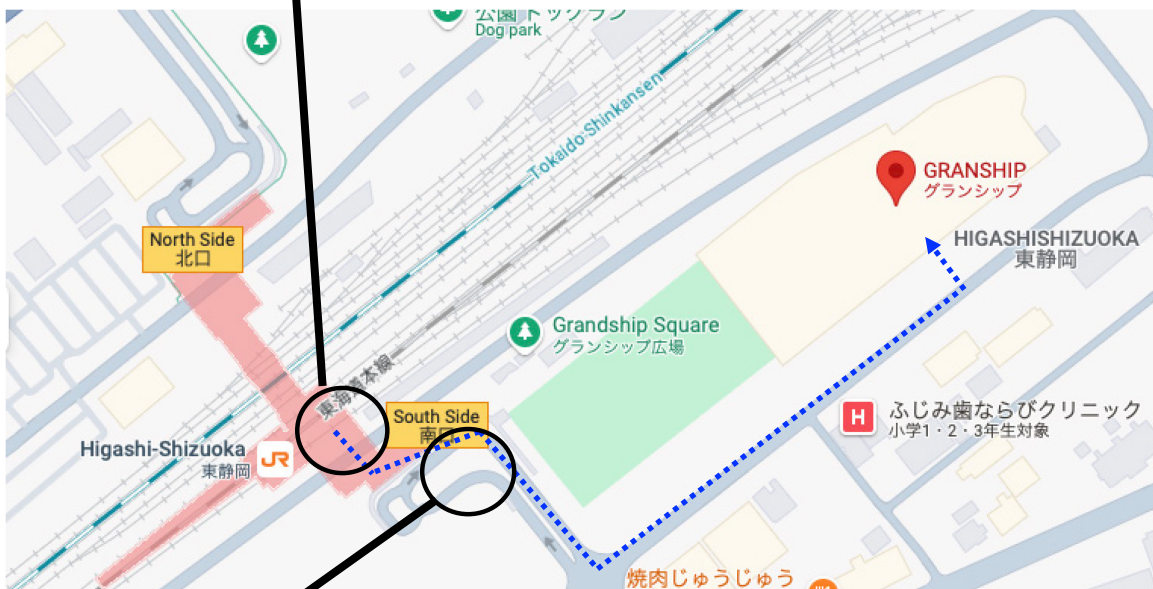 公園 ドッグラン
Dog park
Tokaido Shinkansen
GRANSHIP
グランシップ
North Side
北口
HIGASHISHIZUOKA
東静岡
Grandship Square
グランシップ広場
東海道本線
South Side
南口
Higashi-Shizuoka
東静岡
JR
H
ふじみ歯ならびクリニック
小学1・2・3年生対象
焼肉じゅうじゅう